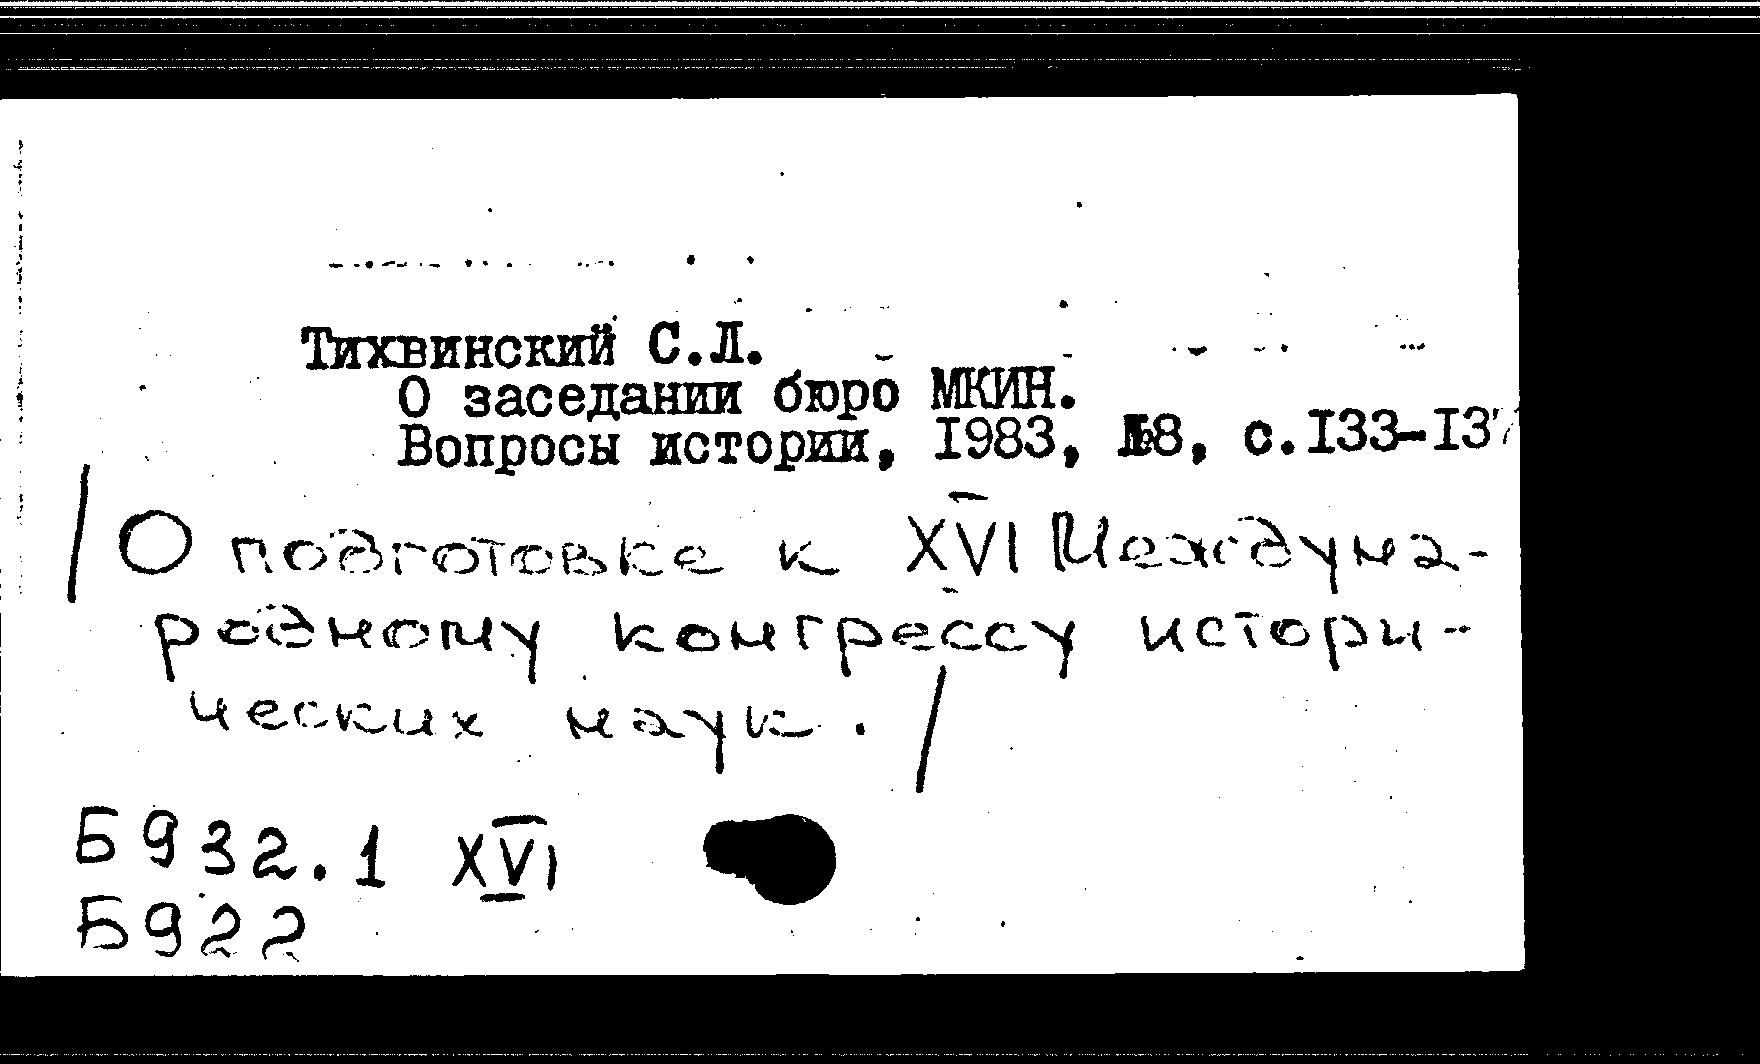 Тихвинский С.Л.
О заседании бюро МКИН.
Вопросы истории, 1983, №8, с.133-137
/О подготовке к XVI Междуна-
родному конгрессу истори-
ческих наук./
Б932.1 XVI
Б922